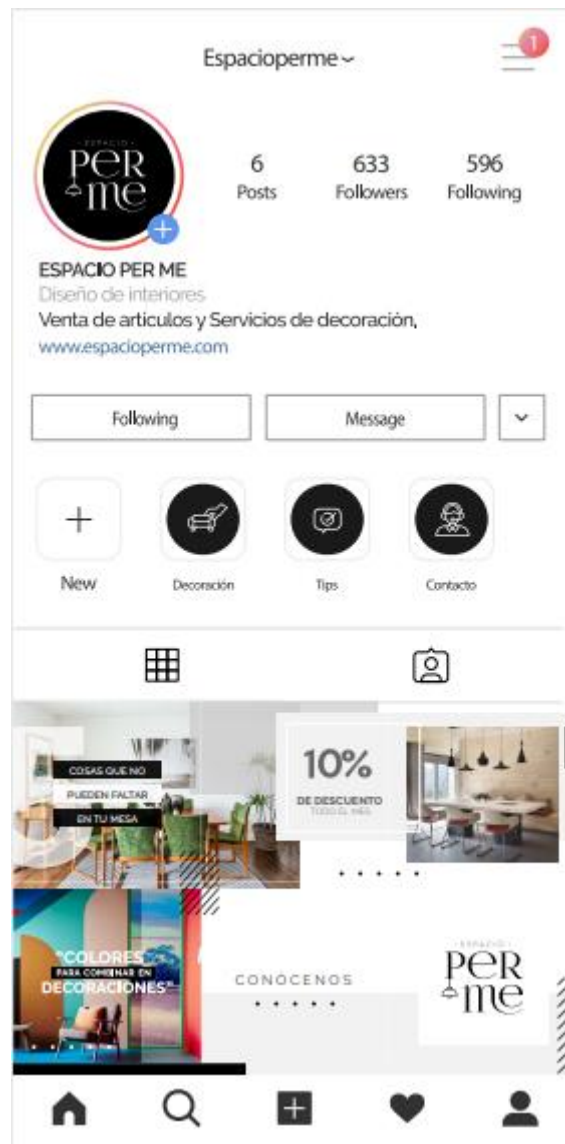 Espacioperme
1
· ESPACIO ·
PER
me
6
Posts
633
Followers
596
Following
ESPACIO PER ME
Diseño de interiores
Venta de articulos y Servicios de decoración,
www.espacioperme.com
Following
Message
New
Decoración
Tips
Contacto
COSAS QUE NO
PUEDEN FALTAR
EN TU MESA
10%
DE DESCUENTO
TODO EL MES
"COLORES
PARA COMBINAR EN
DECORACIONES"
CONÓCENOS
· ESPACIO ·
PER
me